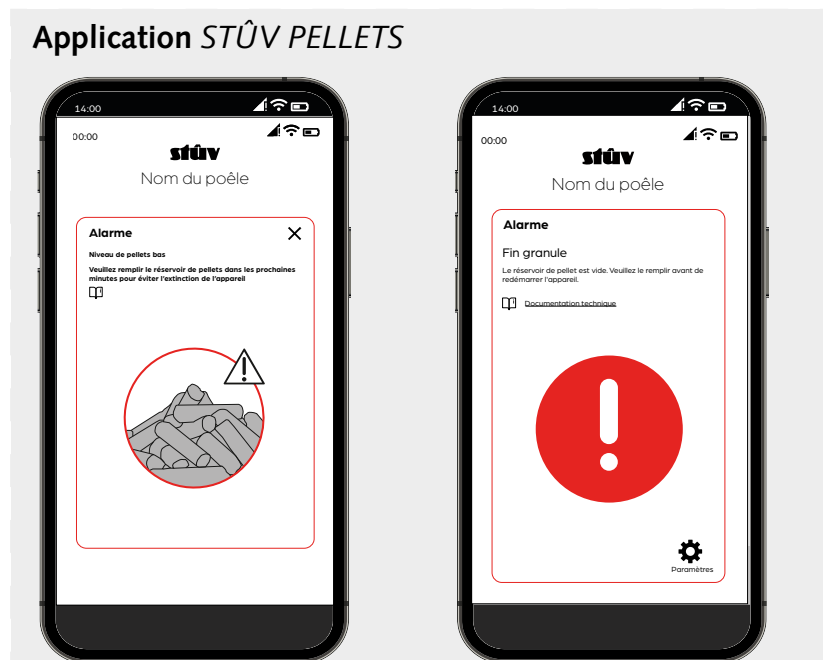 Application STÛV PELLETS
14:00
00:00
stûv
Nom du poêle
Alarme
Niveau de pellets bas
Veuillez remplir le réservoir de pellets dans les prochaines
minutes pour éviter l'extinction de l'appareil
14:00
00:00
stûv
Nom du poêle
Alarme
Fin granule
Le réservoir de pellet est vide. Veuillez le remplir avant de
redémarrer l'appareil.
Documentation technique
Paramètres